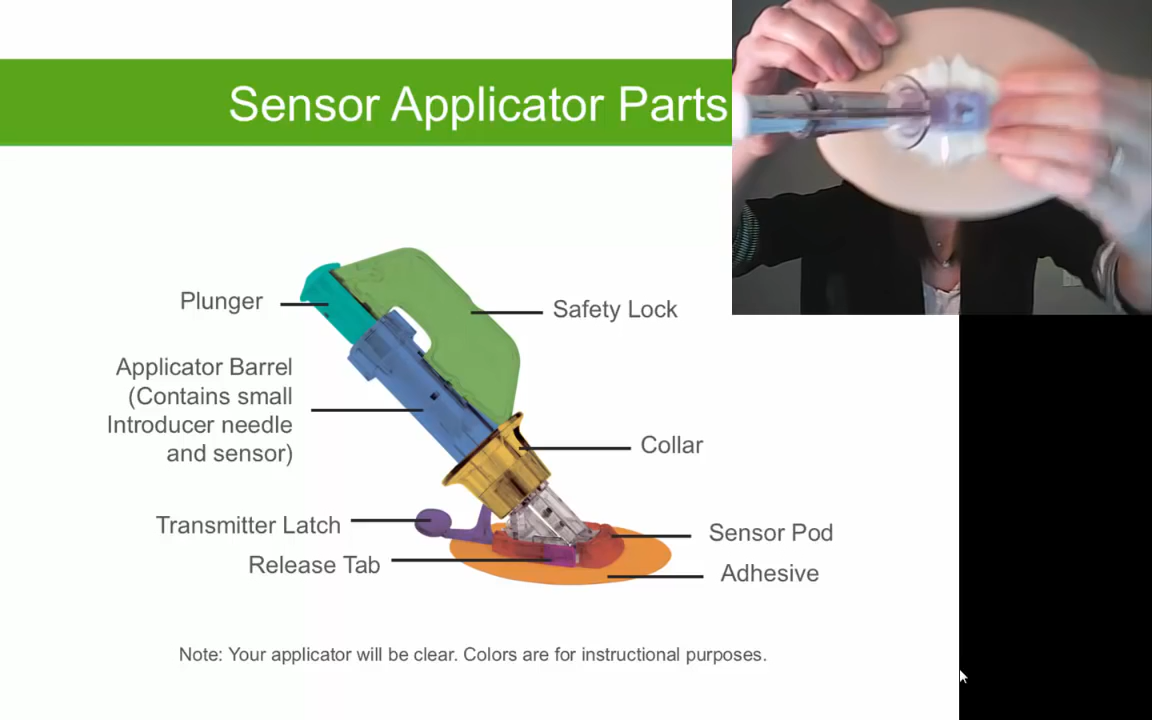 Sensor Applicator Parts
Plunger
Safety Lock
Applicator Barrel
(Contains small
Introducer needle
and sensor)
Collar
Transmitter Latch
Sensor Pod
Release Tab
Adhesive
Note: Your applicator will be clear. Colors are for instructional purposes.